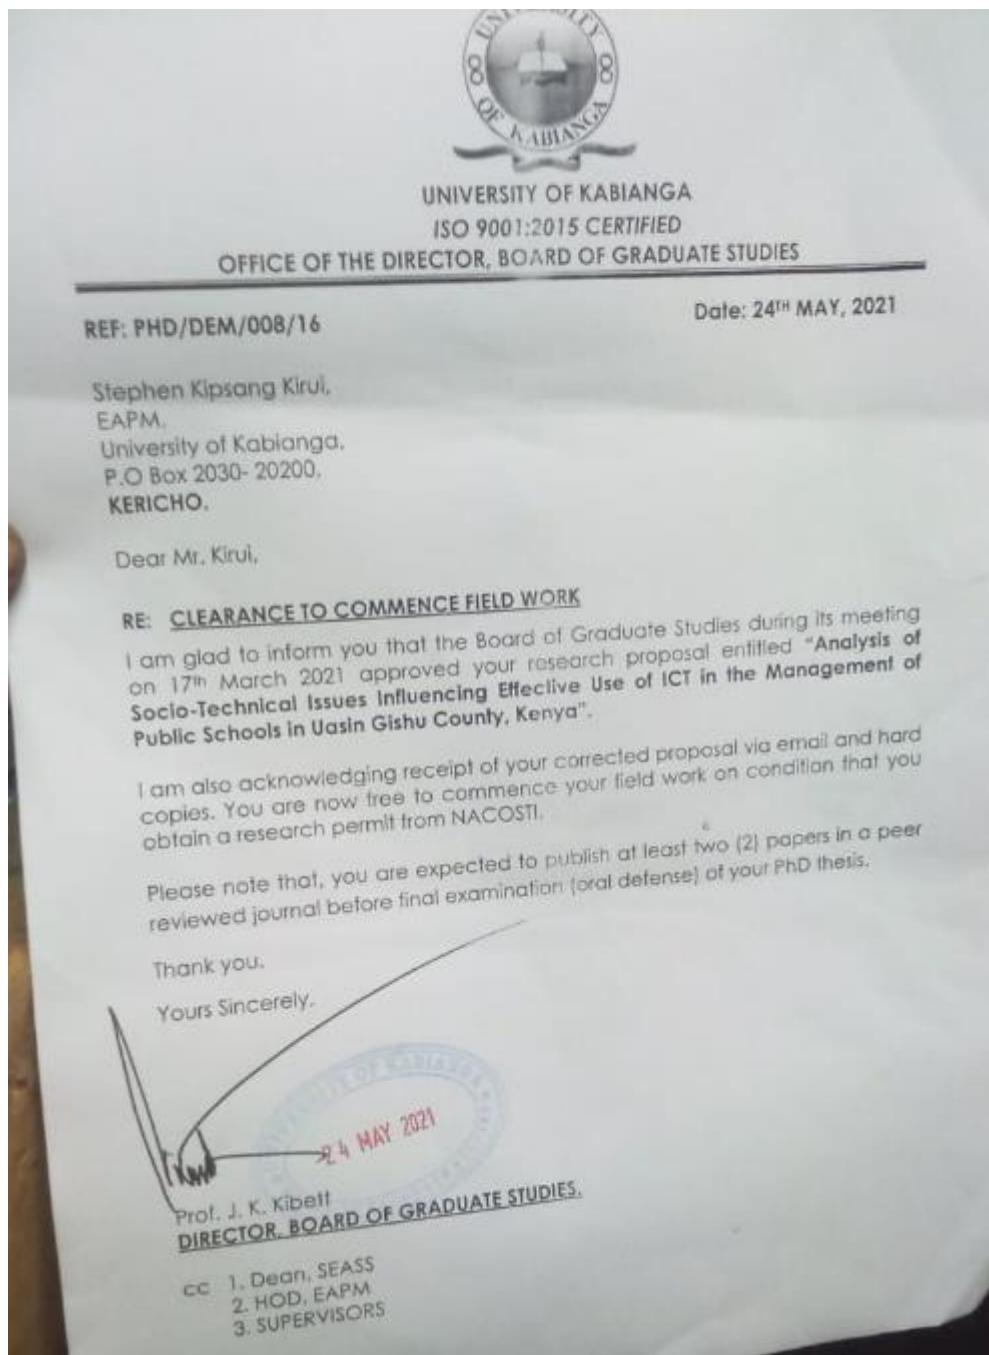 UNIVERSITY
OF KABIANGA
UNIVERSITY OF KABIANGA
ISO 9001:2015 CERTIFIED
OFFICE OF THE DIRECTOR, BOARD OF GRADUATE STUDIES
REF: PHD/DEM/008/16
Date: 24TH MAY, 2021
Stephen Kipsang Kirui,
EAPM,
University of Kabianga,
P.O Box 2030- 20200,
KERICHO.
Dear Mr. Kirui,
RE: CLEARANCE TO COMMENCE FIELD WORK
I am glad to inform you that the Board of Graduate Studies during its meeting
on 17th March 2021 approved your research proposal entitled "Analysis of
Socio-Technical Issues Influencing Effective Use of ICT in the Management of
Public Schools in Uasin Gishu County, Kenya".
I am also acknowledging receipt of your corrected proposal via email and hard
copies. You are now free to commence your field work on condition that you
obtain a research permit from NACOSTI.
Please note that, you are expected to publish at least two (2) papers in a peer
reviewed journal before final examination (oral defense) of your PhD thesis.
Thank you.
Yours Sincerely,
UNIVERSITY OF KABIANGA
24 MAY 2021
Prof. J. K. Kibett
DIRECTOR, BOARD OF GRADUATE STUDIES.
cc 1. Dean, SEASS
2. HOD, EAPM
3. SUPERVISORS